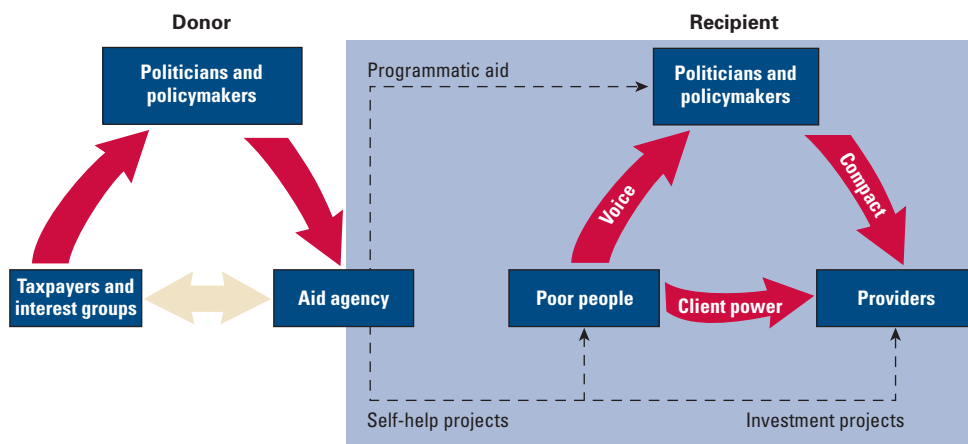 Donor
Recipient
Politicians and
policymakers
Programmatic aid
Politicians and
policymakers
Voice
Compact
Taxpayers and
interest groups
Aid agency
Poor people
Client power
Providers
Self-help projects
Investment projects